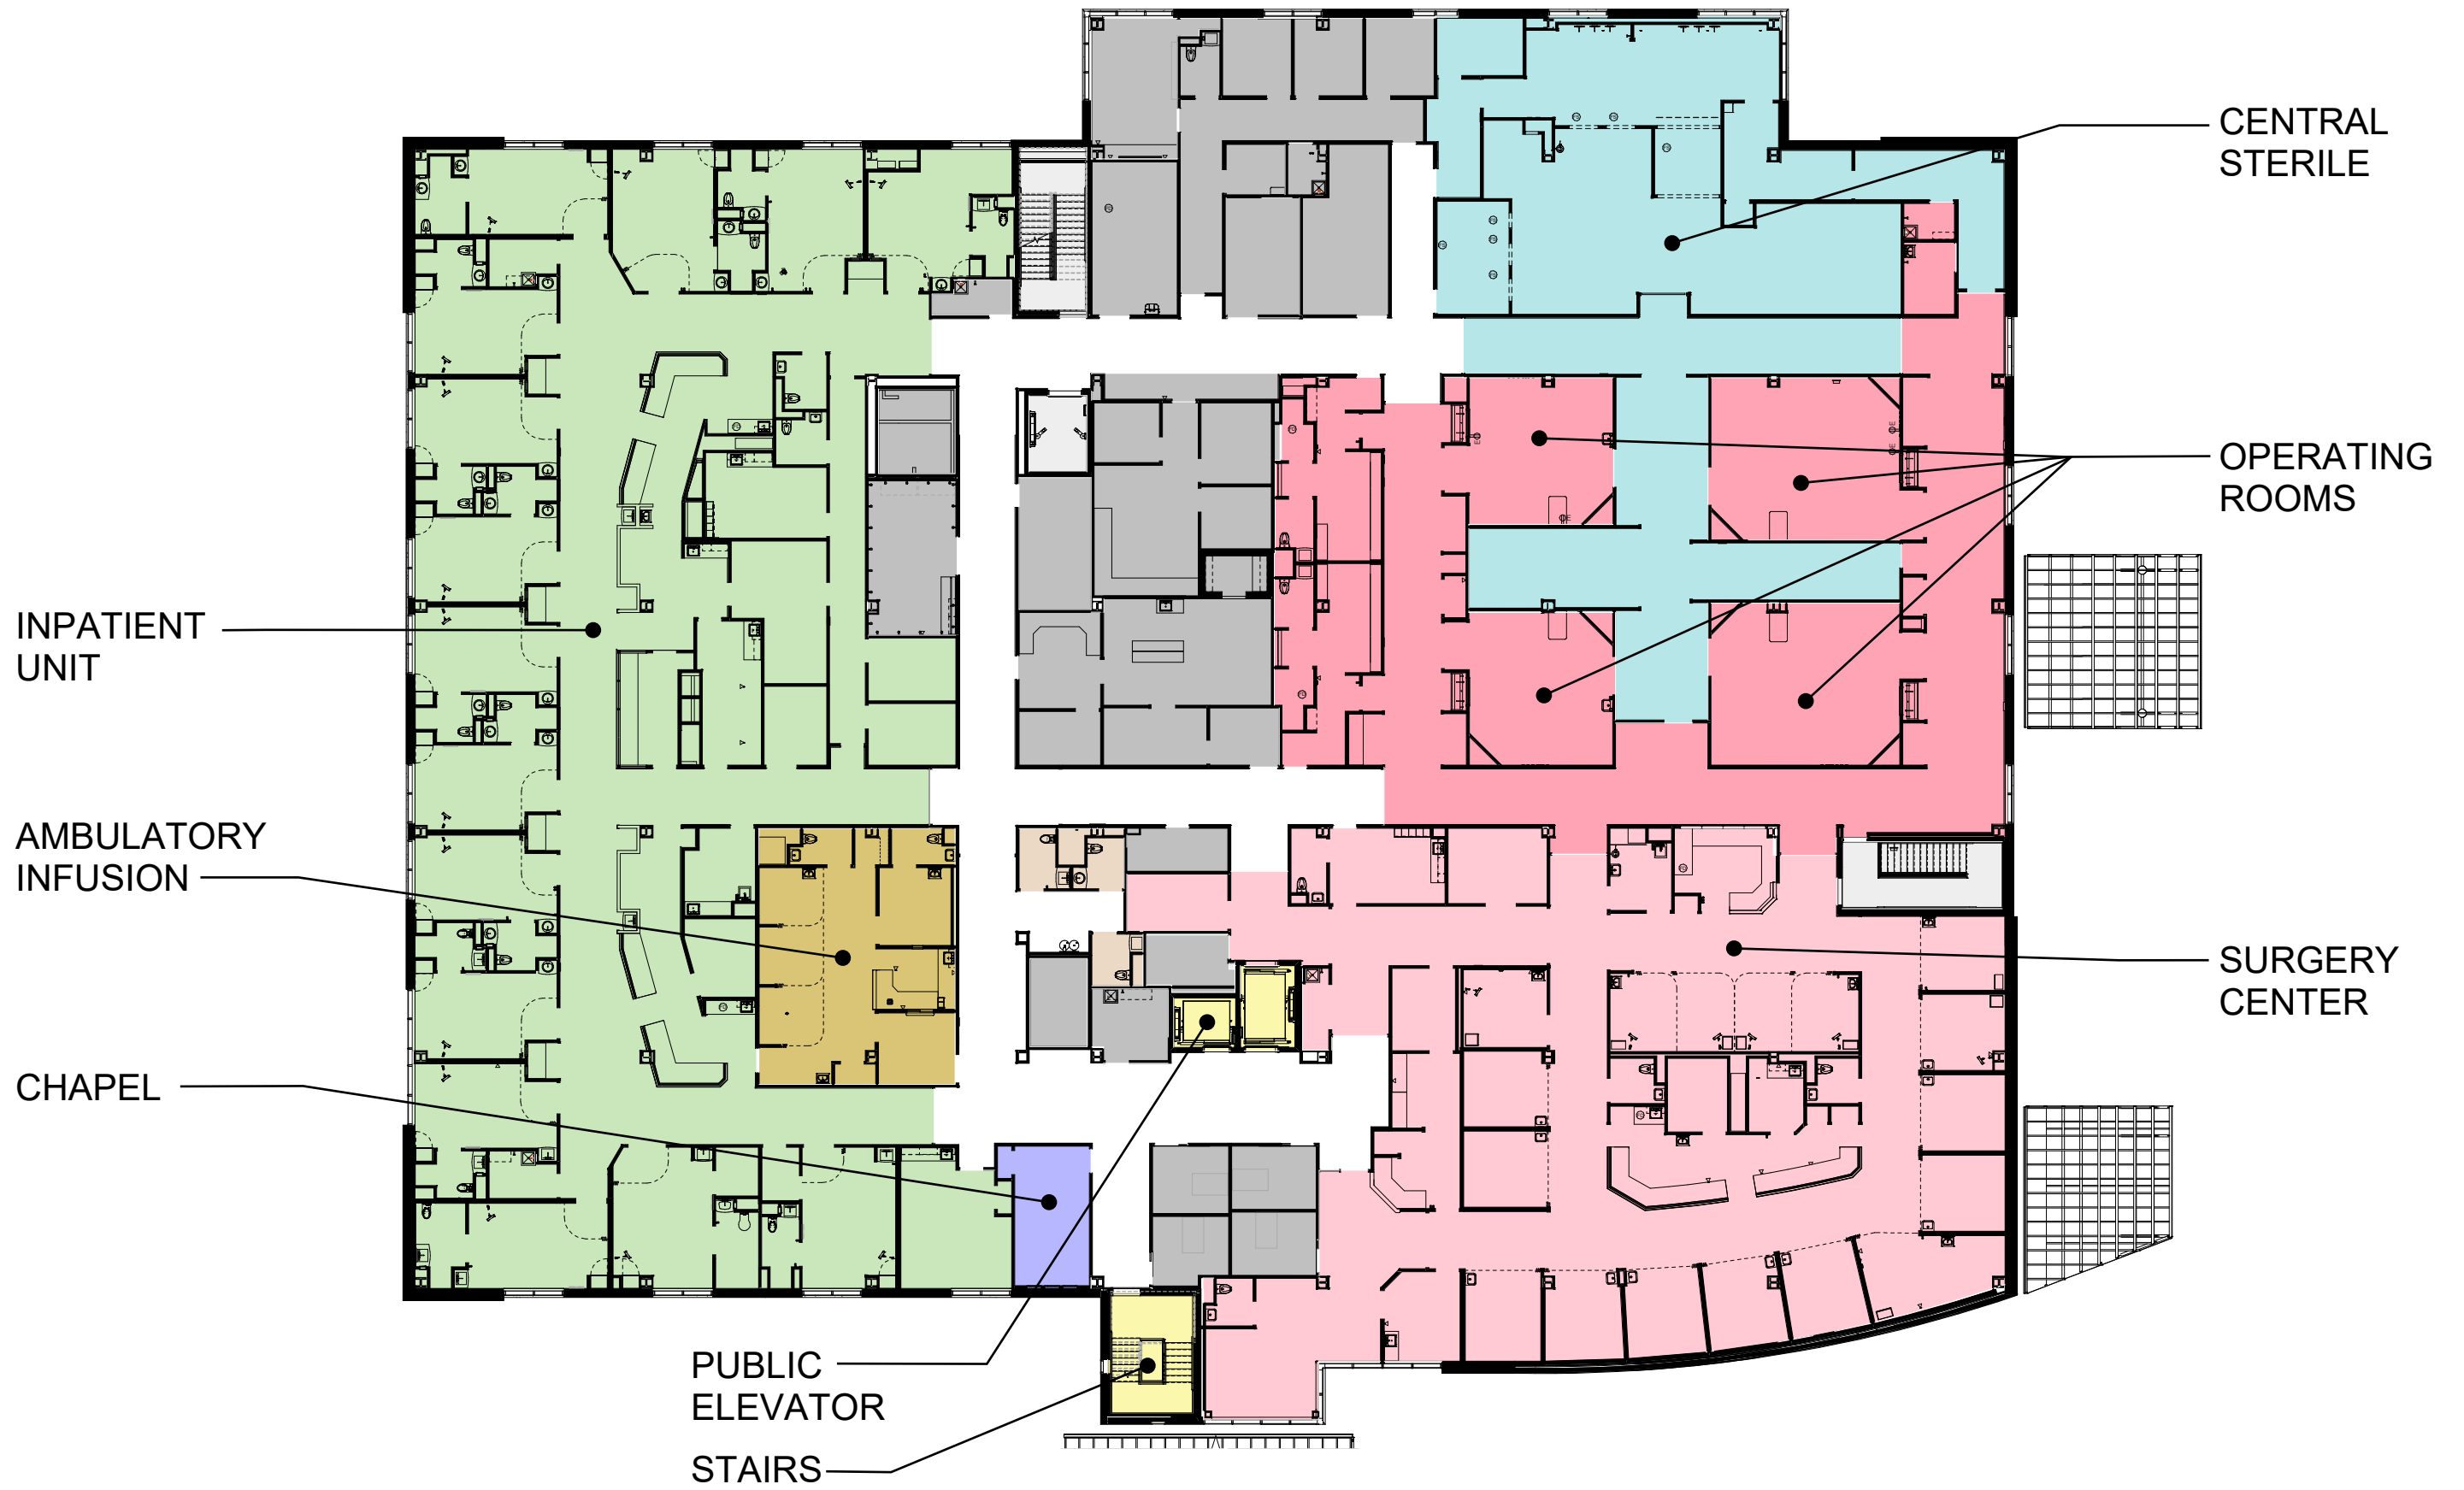 CENTRAL
STERILE
OPERATING
ROOMS
INPATIENT
UNIT
AMBULATORY
INFUSION
SURGERY
CENTER
CHAPEL
PUBLIC
ELEVATOR
STAIRS